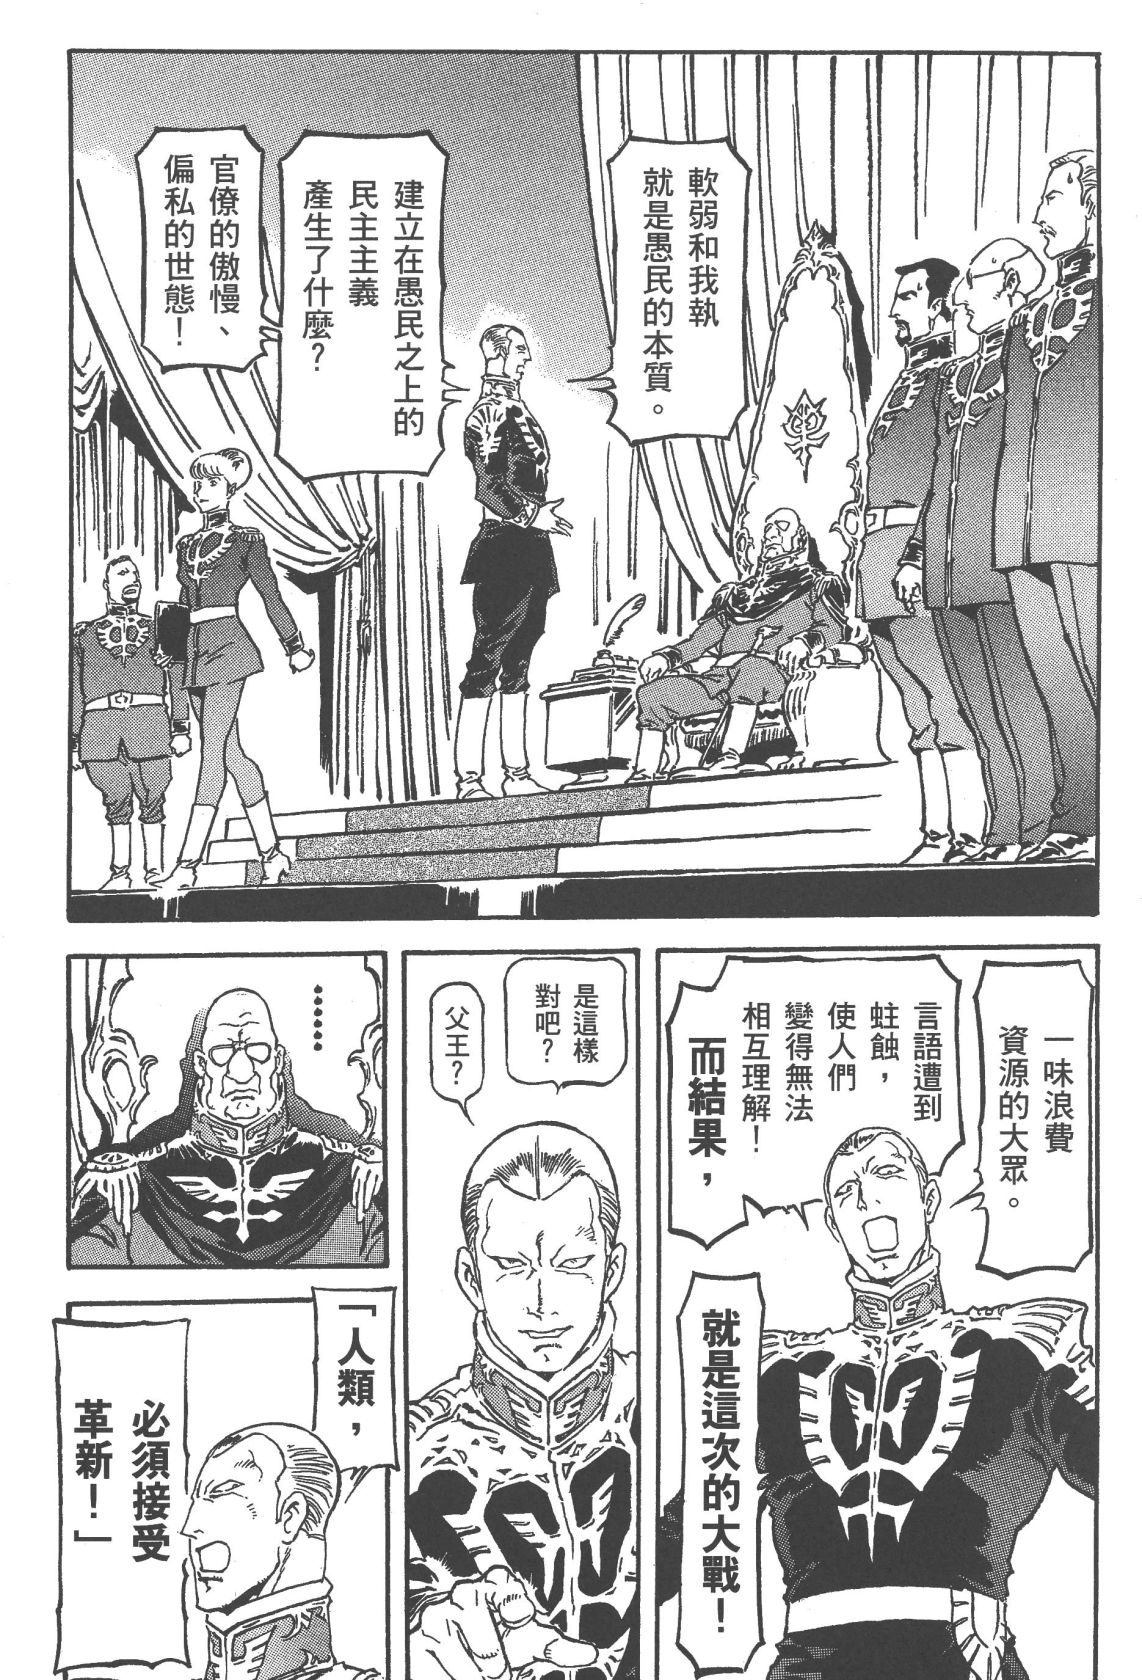 軟弱和我執
就是愚民的本質。
建立在愚民之上的
民主主義
產生了什麼？
官僚的傲慢、
偏私的世態！
一味浪費
資源的大眾。
言語遭到
蛀蝕，
使人們
變得無法
相互理解！
而結果，
就是這次的大戰！
是這樣
對吧？
父王？
⋯⋯
「人類，
必須接受
革新！」